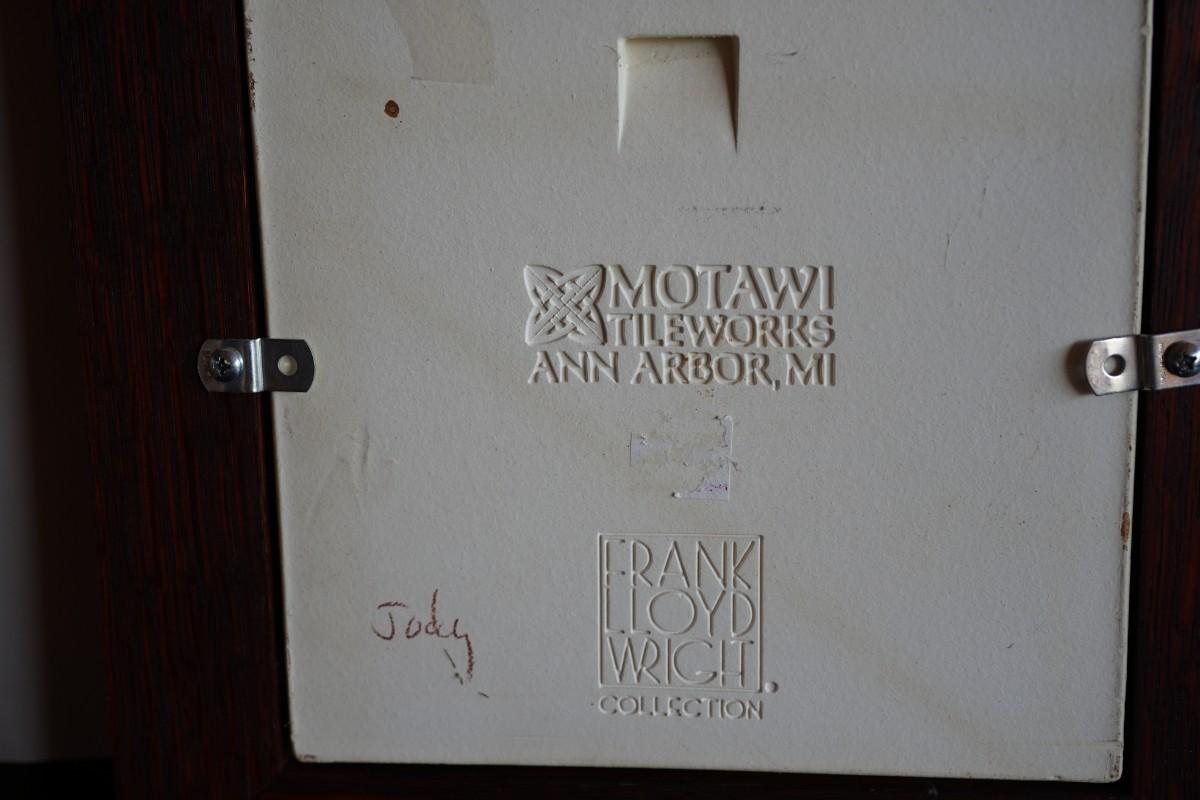 MOTAWI
TILEWORKS
ANN ARBOR, MI
FRANK
LLOYD
WRIGHT
COLLECTION
Jody